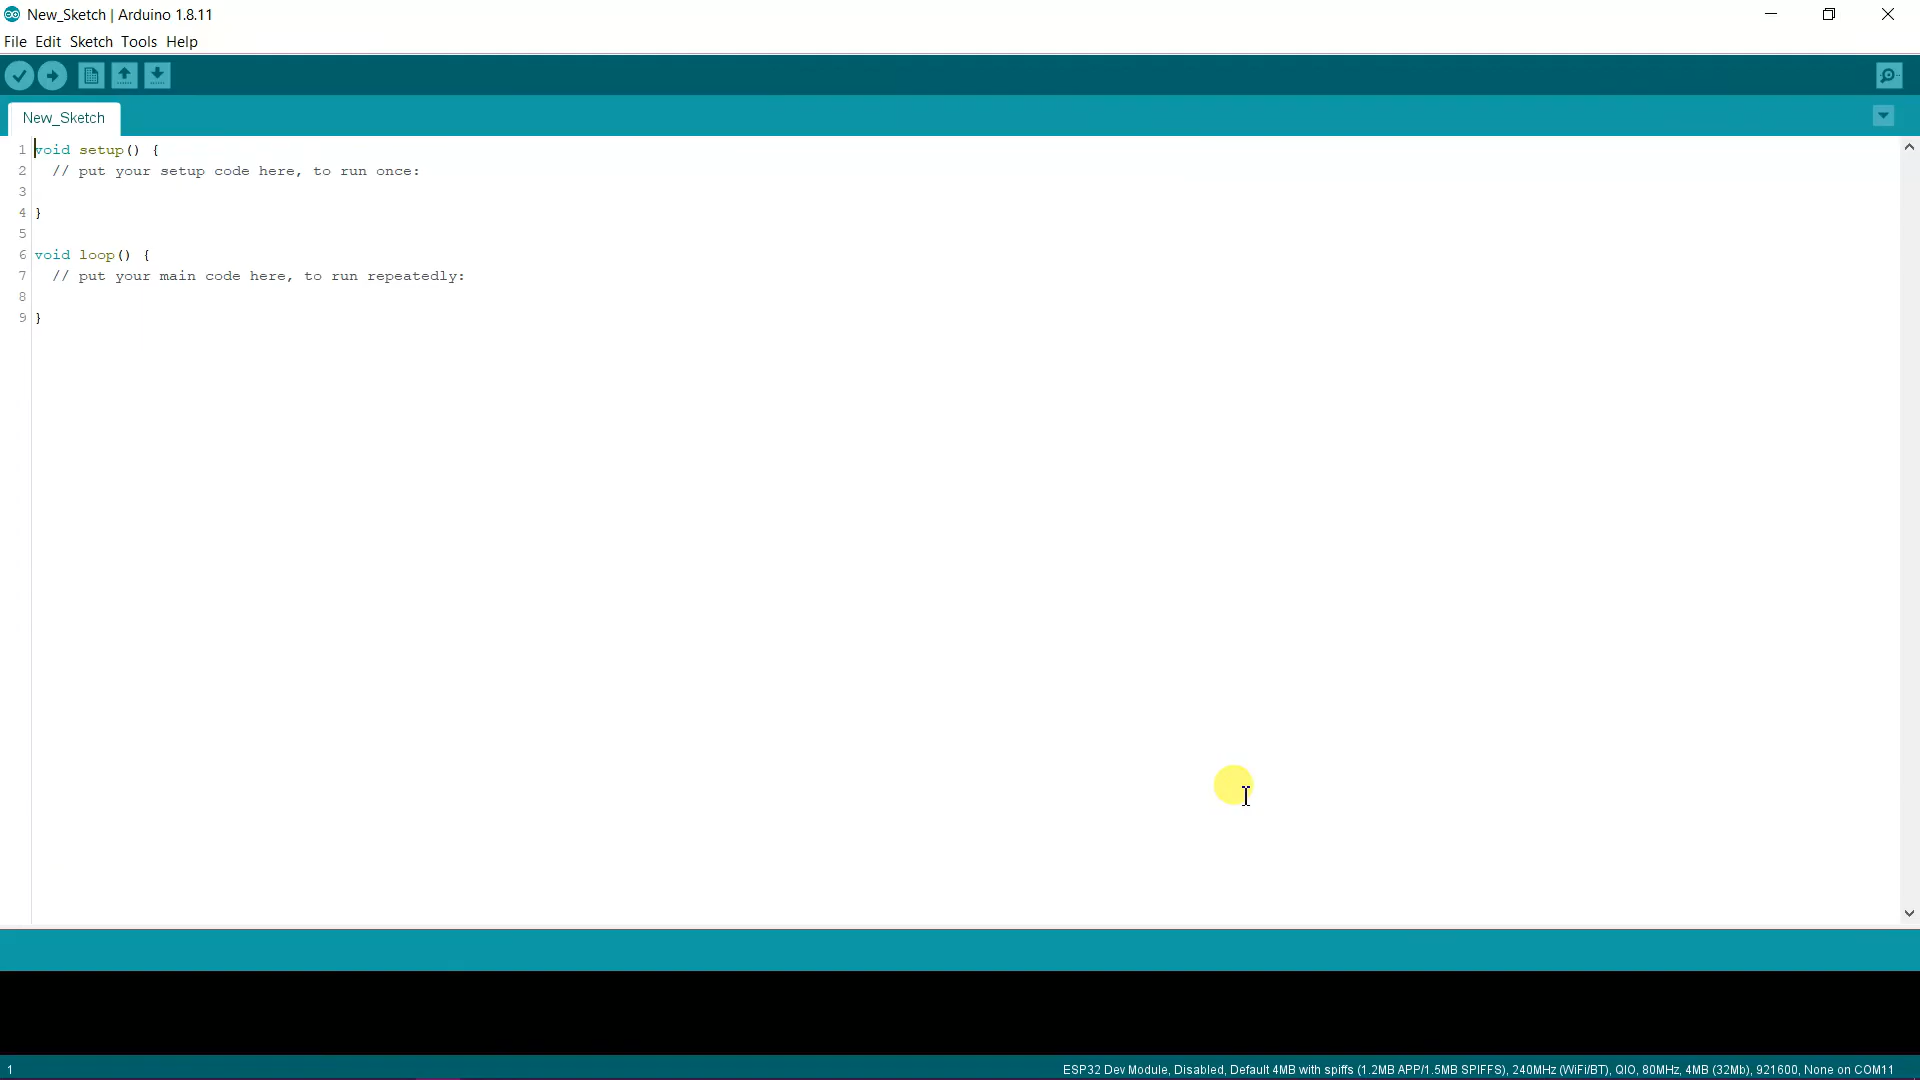 New_Sketch | Arduino 1.8.11
File Edit Sketch Tools Help
New_Sketch
1 void setup() {
2   // put your setup code here, to run once:
3
4 }
5
6 void loop() {
7   // put your main code here, to run repeatedly:
8
9 }
1 ESP32 Dev Module, Disabled, Default 4MB with spiffs (1.2MB APP/1.5MB SPIFFS), 240MHz (WiFi/BT), QIO, 80MHz, 4MB (32Mb), 921600, None on COM11